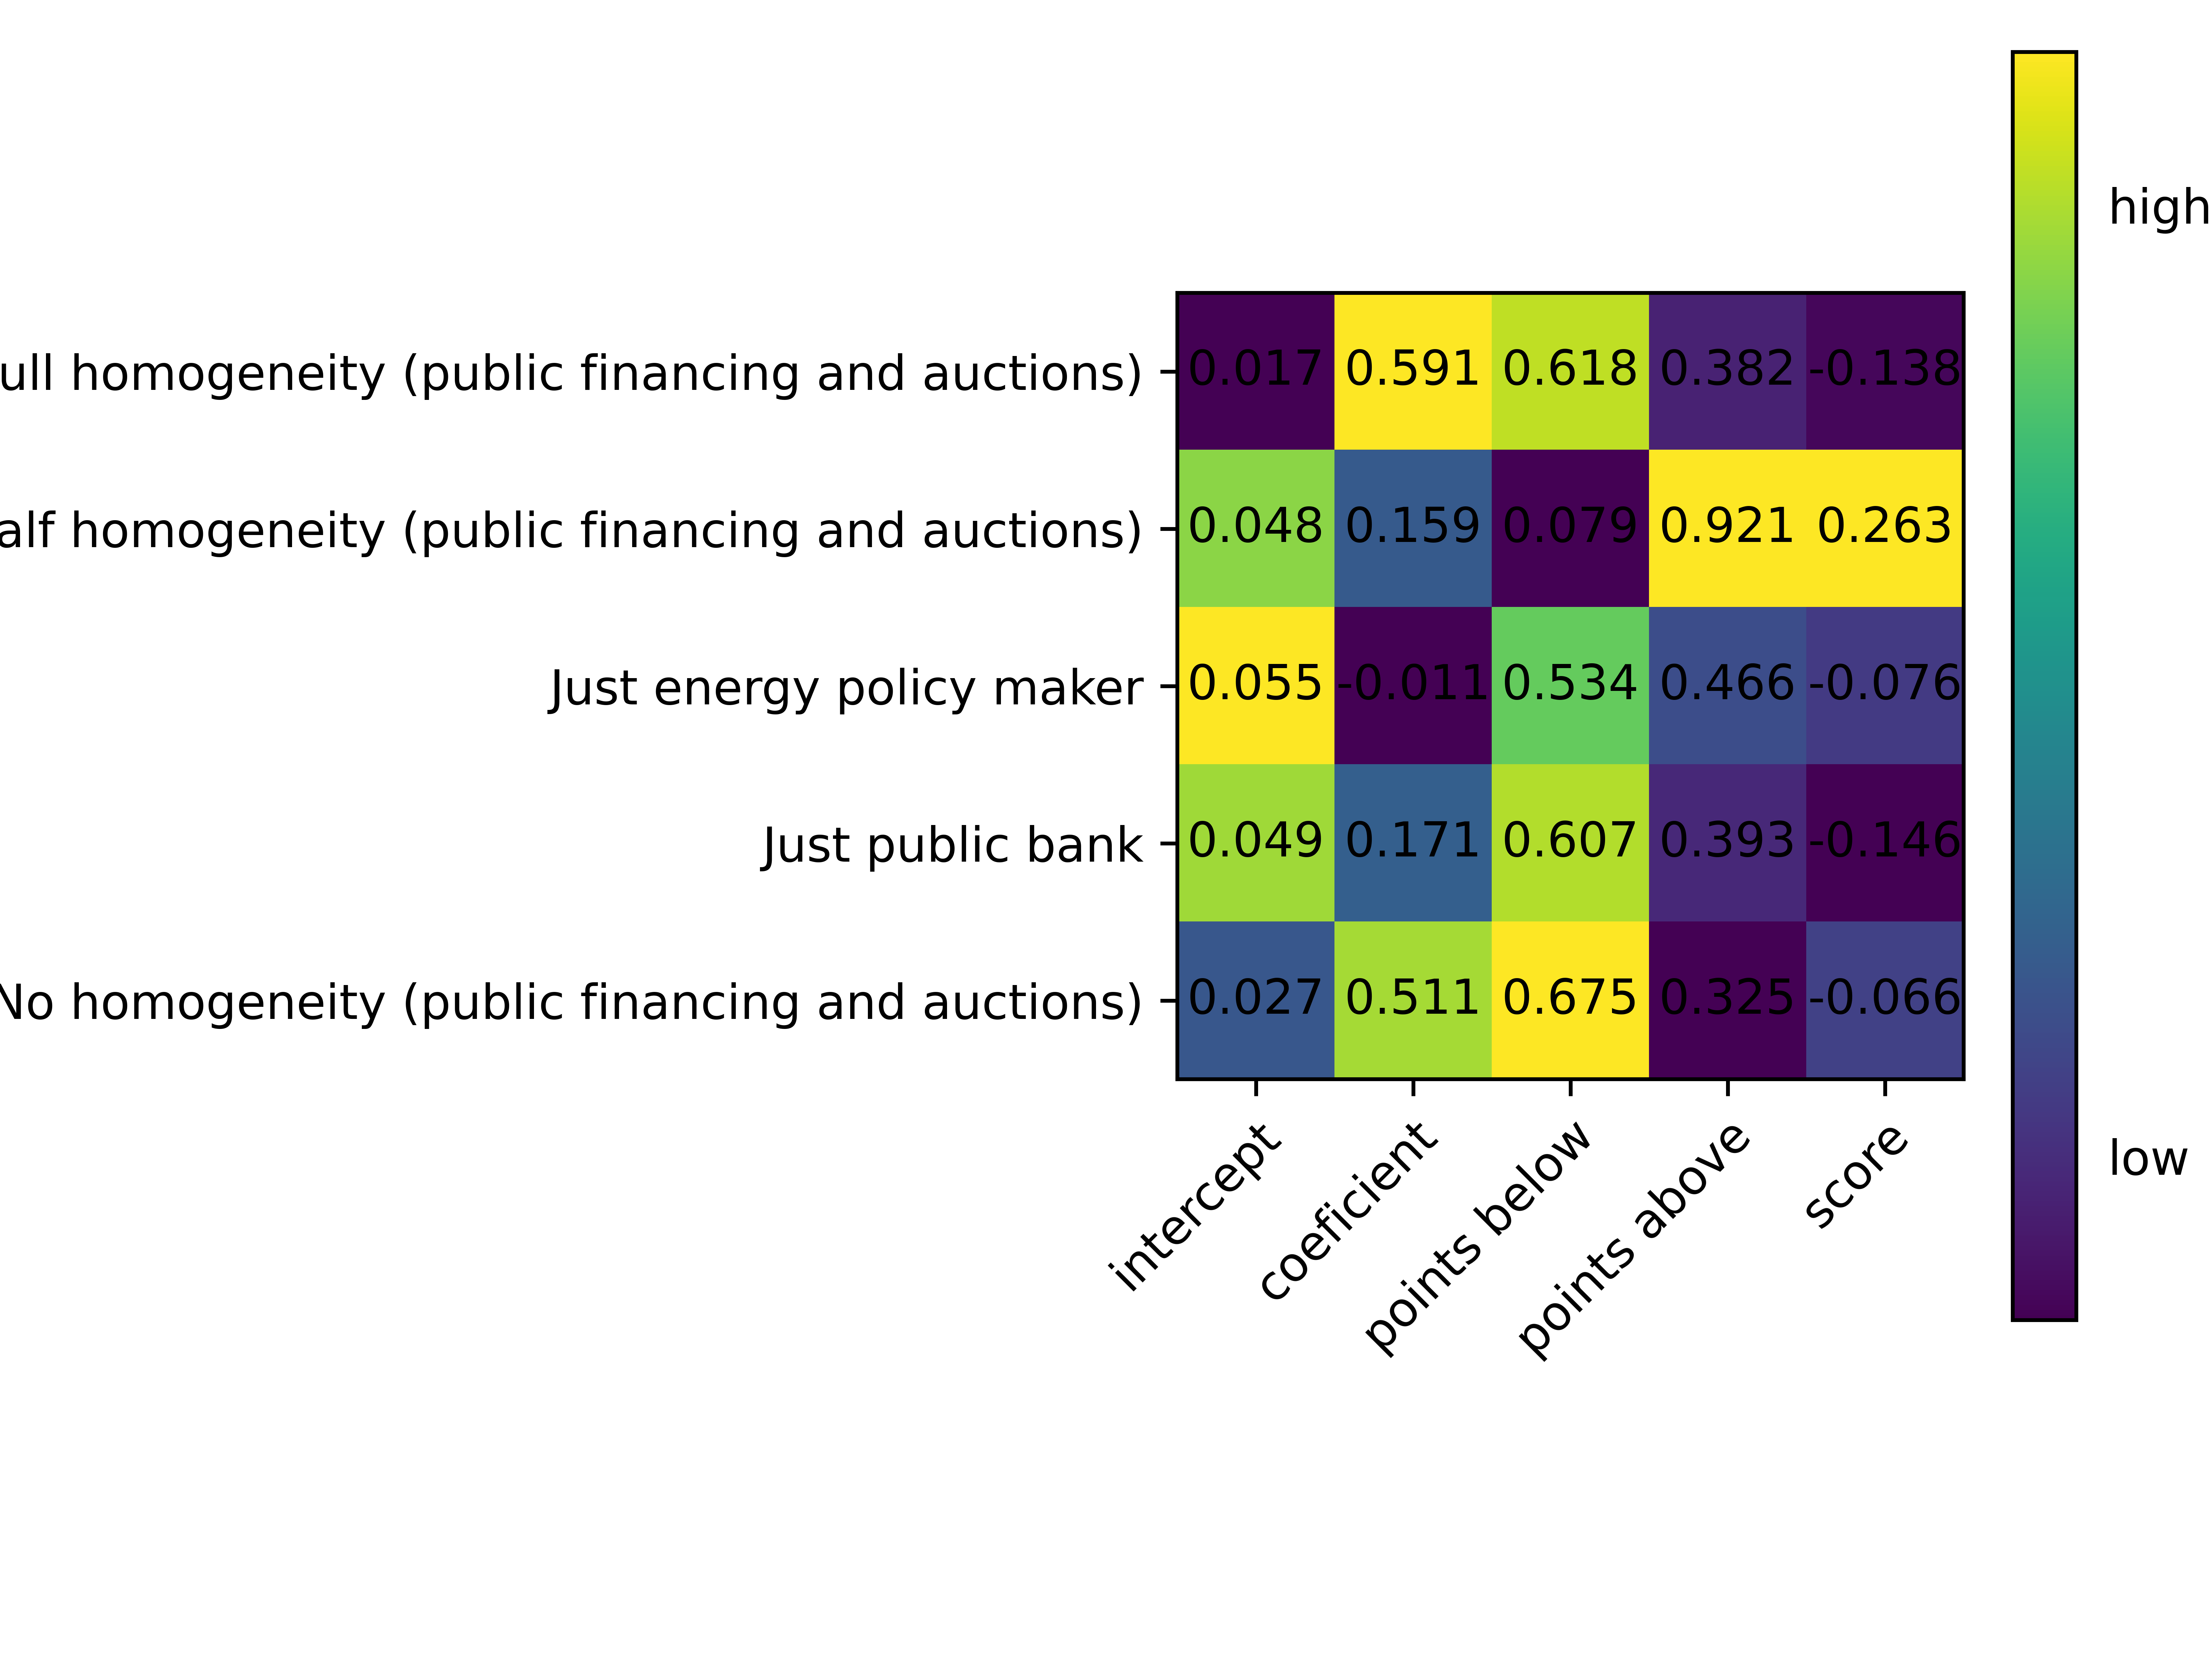 high
ull homogeneity (public financing and auctions) 0.017 0.591 0.618 0.382 -0.138
alf homogeneity (public financing and auctions) 0.048 0.159 0.079 0.921 0.263
Just energy policy maker 0.055 -0.011 0.534 0.466 -0.076
Just public bank 0.049 0.171 0.607 0.393 -0.146
No homogeneity (public financing and auctions) 0.027 0.511 0.675 0.325 -0.066
low
intercept coeficient points below points above score